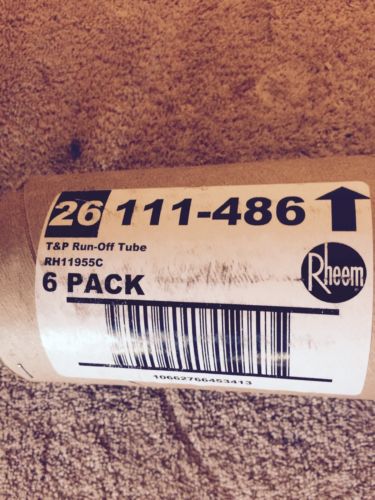 26 111-486
T&P Run-Off Tube
RH11955C
6 PACK
Rheem
10662766453413